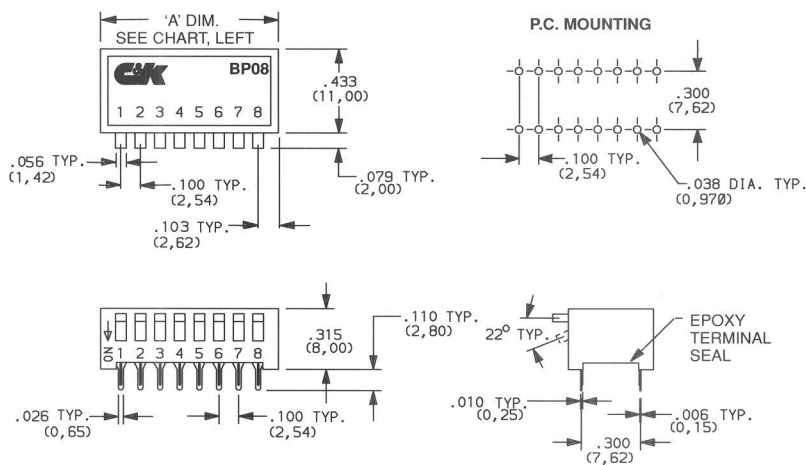 'A' DIM.
SEE CHART, LEFT
C&K
BP08
1 2 3 4 5 6 7 8
.433
(11,00)
.056 TYP.
(1,42)
.100 TYP.
(2,54)
.079 TYP.
(2,00)
.103 TYP.
(2,62)
P.C. MOUNTING
.300
(7,62)
.100 TYP.
(2,54)
.038 DIA. TYP.
(0,970)
ON
1 2 3 4 5 6 7 8
.315
(8,00)
.110 TYP.
(2,80)
.026 TYP.
(0,65)
.100 TYP.
(2,54)
22° TYP.
EPOXY
TERMINAL
SEAL
.010 TYP.
(0,25)
.006 TYP.
(0,15)
.300
(7,62)